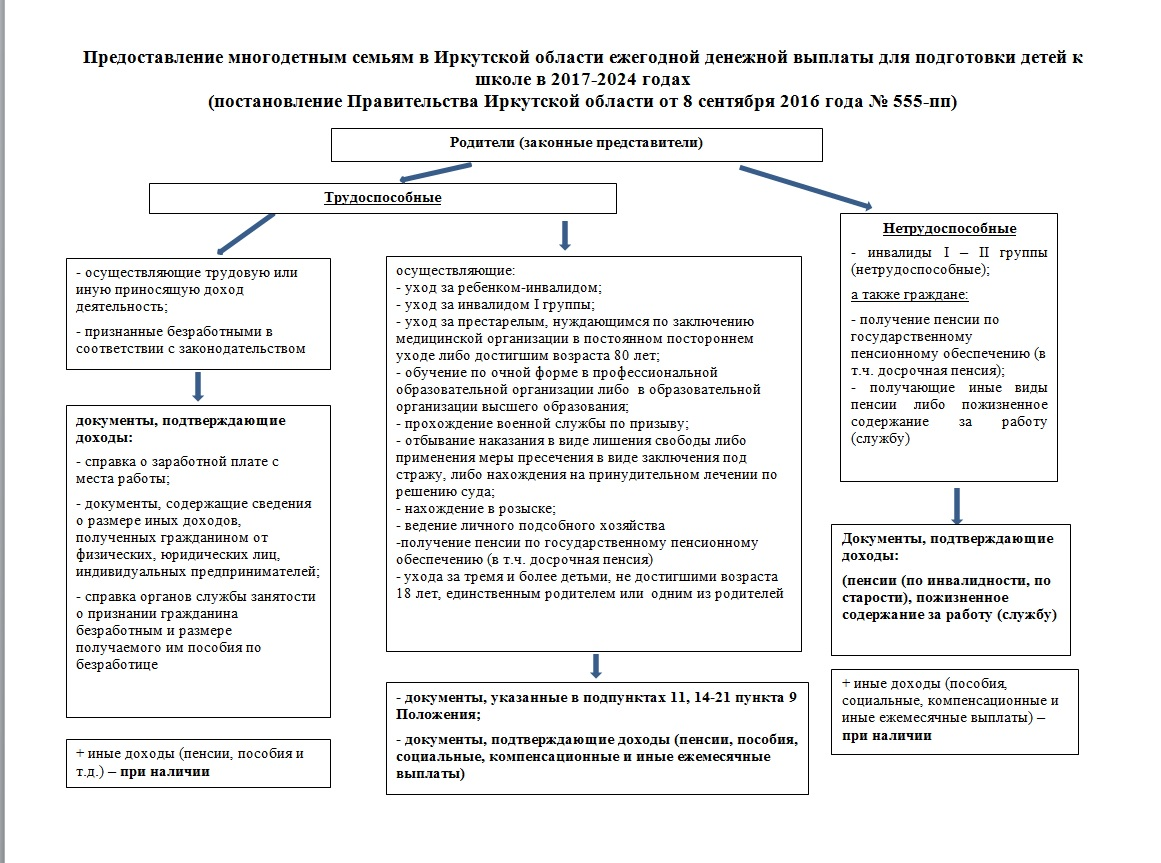 Предоставление многодетным семьям в Иркутской области ежегодной денежной выплаты для подготовки детей к
школе в 2017-2024 годах
(постановление Правительства Иркутской области от 8 сентября 2016 года № 555-пп)
Родители (законные представители)
Трудоспособные
- осуществляющие трудовую или
иную приносящую доход
деятельность;
- признанные безработными в
соответствии с законодательством
документы, подтверждающие
доходы:
- справка о заработной плате с
места работы;
- документы, содержащие сведения
о размере иных доходов,
полученных гражданином от
физических, юридических лиц,
индивидуальных предпринимателей;
- справка органов службы занятости
о признании гражданина
безработным и размере
получаемого им пособия по
безработице
+ иные доходы (пенсии, пособия и
т.д.) – при наличии
осуществляющие:
- уход за ребенком-инвалидом;
- уход за инвалидом I группы;
- уход за престарелым, нуждающимся по заключению
медицинской организации в постоянном постороннем
уходе либо достигшим возраста 80 лет;
- обучение по очной форме в профессиональной
образовательной организации либо в образовательной
организации высшего образования;
- прохождение военной службы по призыву;
- отбывание наказания в виде лишения свободы либо
применения меры пресечения в виде заключения под
стражу, либо нахождения на принудительном лечении по
решению суда;
- нахождение в розыске;
- ведение личного подсобного хозяйства
-получение пенсии по государственному пенсионному
обеспечению (в т.ч. досрочная пенсия)
- ухода за тремя и более детьми, не достигшими возраста
18 лет, единственным родителем или одним из родителей
- документы, указанные в подпунктах 11, 14-21 пункта 9
Положения;
- документы, подтверждающие доходы (пенсии, пособия,
социальные, компенсационные и иные ежемесячные
выплаты)
Нетрудоспособные
- инвалиды I – II группы
(нетрудоспособные);
а также граждане:
- получение пенсии по
государственному
пенсионному обеспечению (в
т.ч. досрочная пенсия);
- получающие иные виды
пенсии либо пожизненное
содержание за работу
(службу)
Документы, подтверждающие
доходы:
(пенсии (по инвалидности, по
старости), пожизненное
содержание за работу (службу)
+ иные доходы (пособия,
социальные, компенсационные и
иные ежемесячные выплаты) –
при наличии